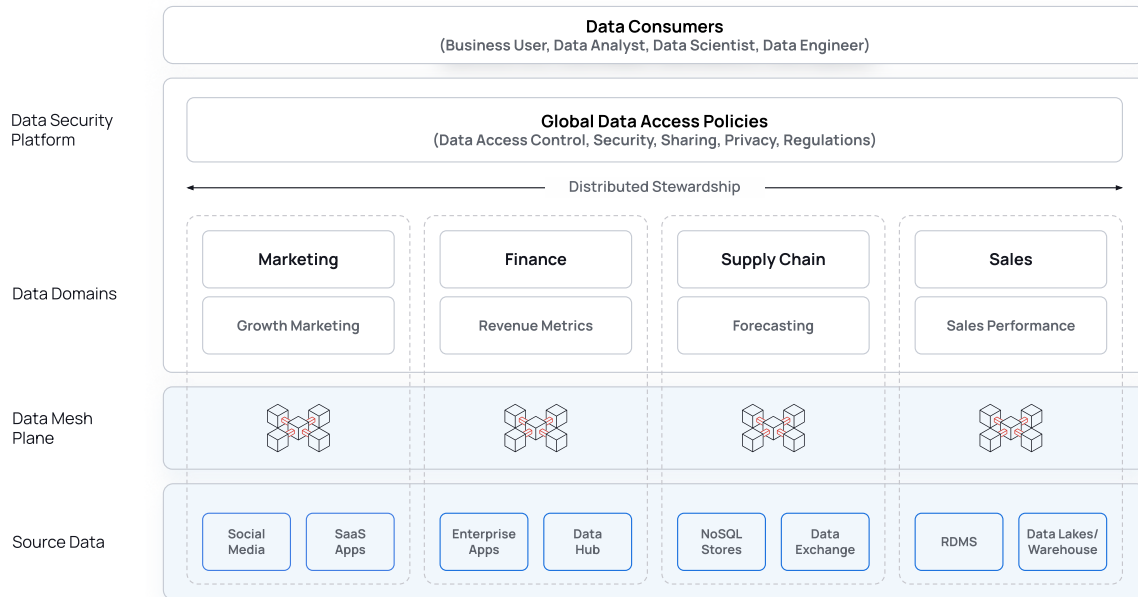 Data Consumers
(Business User, Data Analyst, Data Scientist, Data Engineer)
Data Security
Platform
Global Data Access Policies
(Data Access Control, Security, Sharing, Privacy, Regulations)
Distributed Stewardship
Data Domains
Marketing
Finance
Supply Chain
Sales
Growth Marketing
Revenue Metrics
Forecasting
Sales Performance
Data Mesh
Plane
Source Data
Social
Media
SaaS
Apps
Enterprise
Apps
Data
Hub
NoSQL
Stores
Data
Exchange
RDMS
Data Lakes/
Warehouse